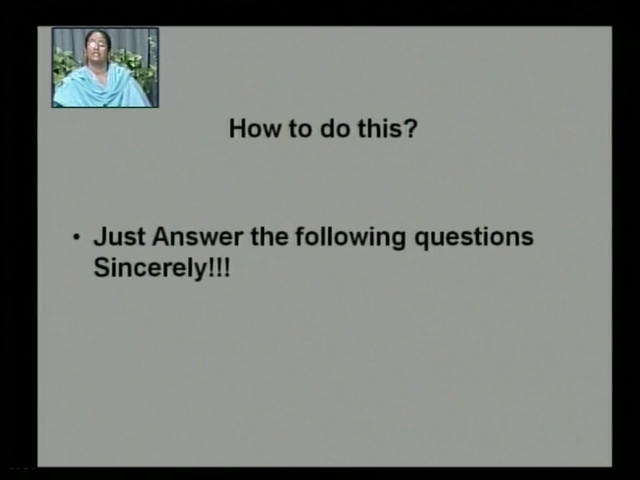 How to do this?
• Just Answer the following questions
Sincerely!!!